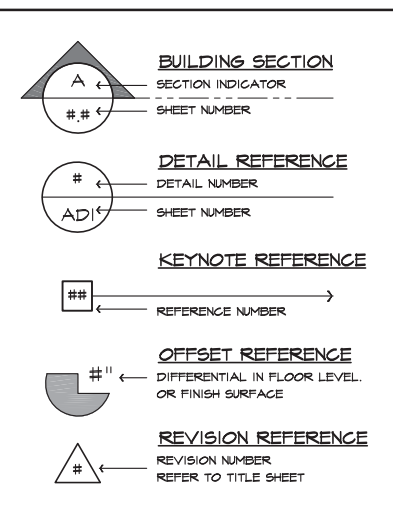 BUILDING SECTION
A
SECTION INDICATOR
#.#
SHEET NUMBER
DETAIL REFERENCE
#
DETAIL NUMBER
AD1
SHEET NUMBER
KEYNOTE REFERENCE
##
REFERENCE NUMBER
OFFSET REFERENCE
#"
DIFFERENTIAL IN FLOOR LEVEL.
OR FINISH SURFACE
REVISION REFERENCE
REVISION NUMBER
#
REFER TO TITLE SHEET